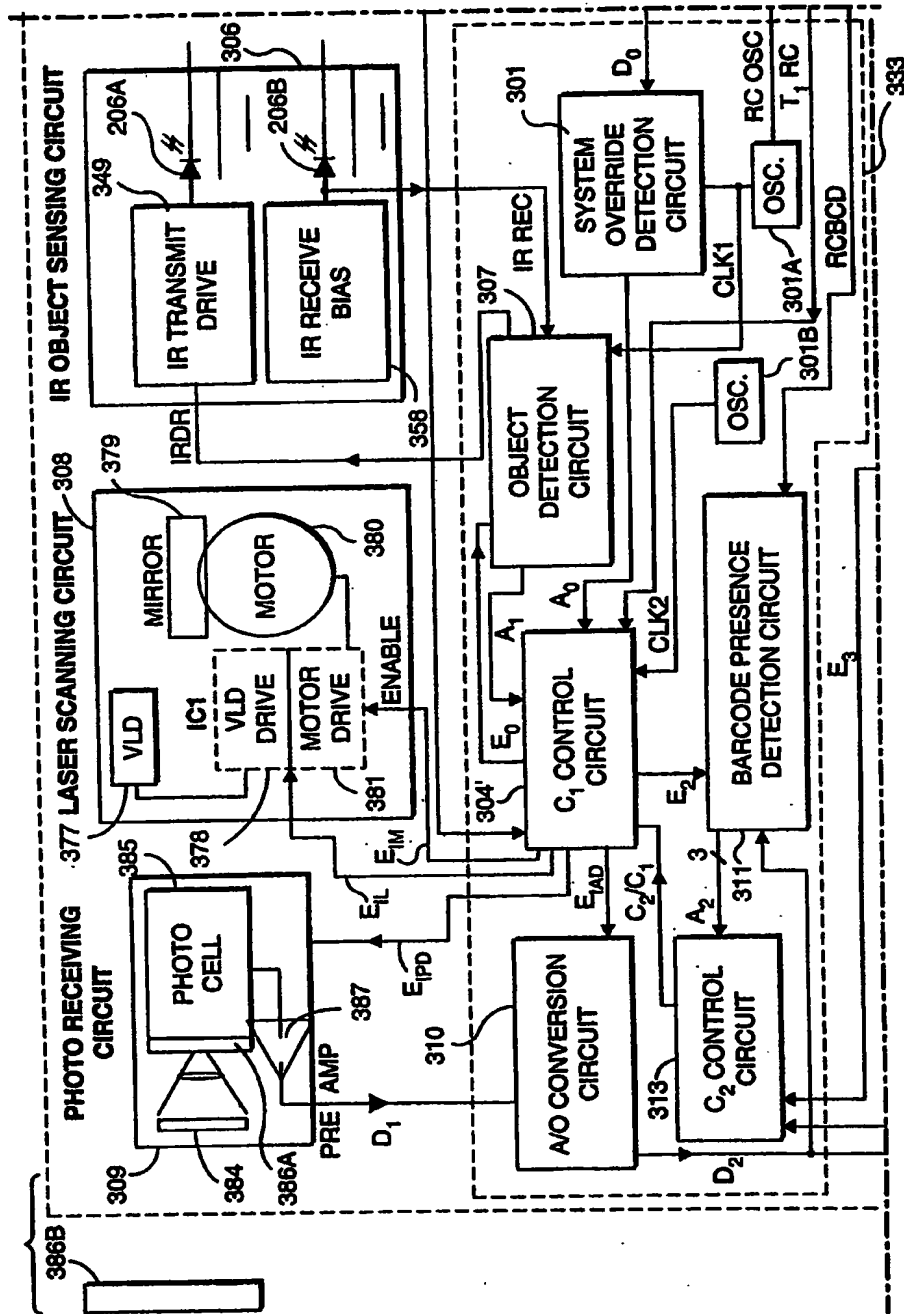 386B
PHOTO RECEIVING
CIRCUIT
309
384
386A
385
PHOTO
CELL
387
PRE AMP
D1
EIPD
377 LASER SCANNING CIRCUIT 308
VLD
378
IC1
VLD
DRIVE
MOTOR
DRIVE
381
MIRROR
379
MOTOR
380
ENABLE
EIL
EIM
IR OBJECT SENSING CIRCUIT
349
206A
306
IR TRANSMIT
DRIVE
206B
IR RECEIVE
BIAS
358
IRDR
IR REC
310
A/O CONVERSION
CIRCUIT
EIAD
D2
304'
C1 CONTROL
CIRCUIT
E0
A1
A0
CLK2
C2/C1
E2
307
OBJECT
DETECTION
CIRCUIT
301
SYSTEM
OVERRIDE
DETECTION
CIRCUIT
D0
CLK1
OSC.
301A
RC OSC
T1 RC
OSC.
301B
RCBCD
333
313
C2 CONTROL
CIRCUIT
A2
3
311
BARCODE PRESENCE
DETECTION CIRCUIT
E3